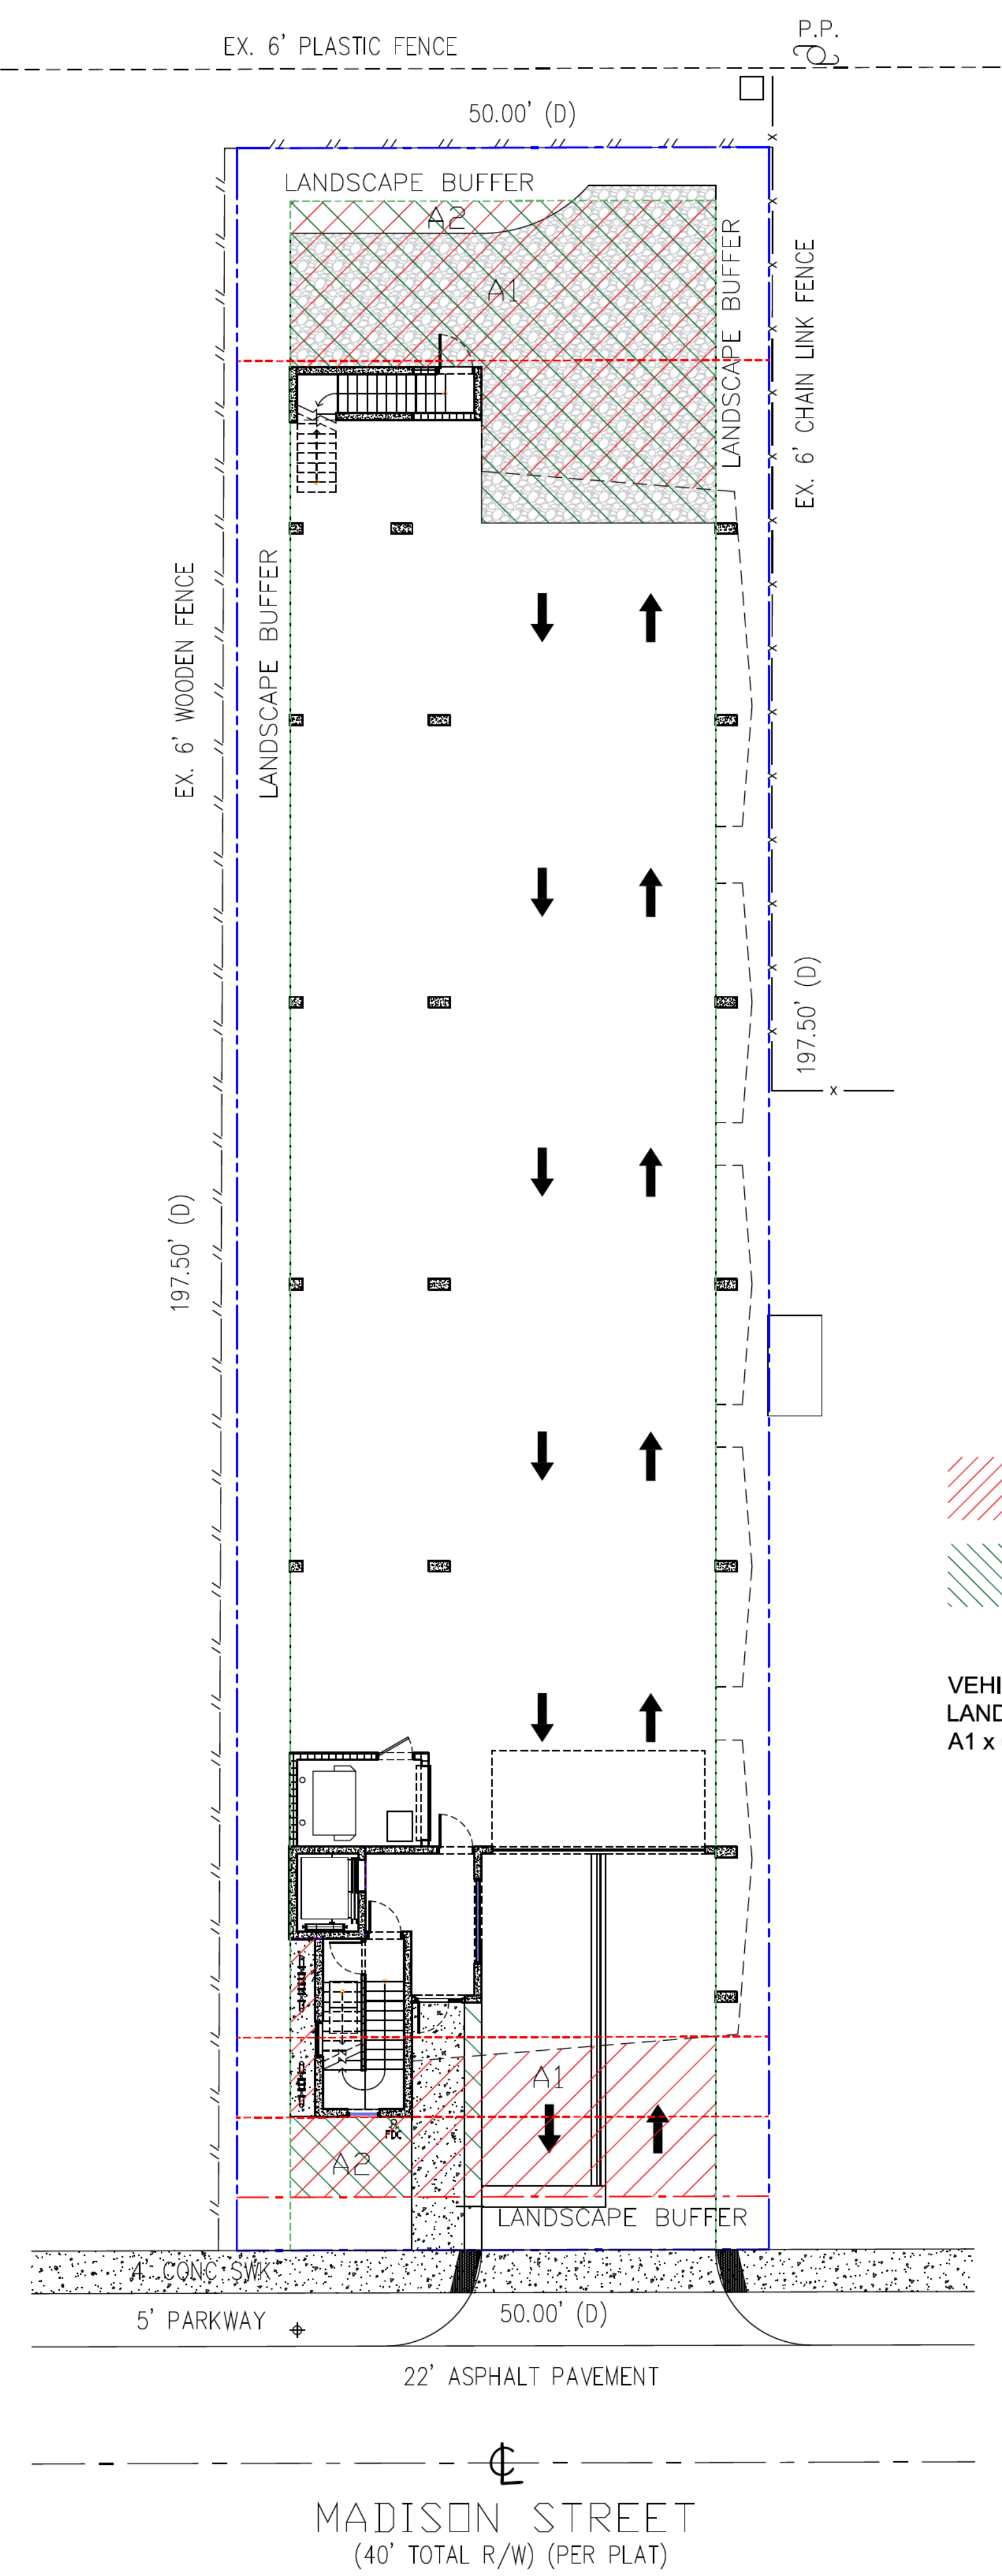 P.P.
EX. 6' PLASTIC FENCE
50.00' (D)
LANDSCAPE BUFFER
A2
A1
LANDSCAPE BUFFER
EX. 6' CHAIN LINK FENCE
EX. 6' WOODEN FENCE
LANDSCAPE BUFFER
197.50' (D)
197.50' (D)
VEHI
LAND
A1 x
A1
FDC
A2
LANDSCAPE BUFFER
4' CONC SWK
5' PARKWAY
50.00' (D)
22' ASPHALT PAVEMENT
MADISON STREET
(40' TOTAL R/W) (PER PLAT)